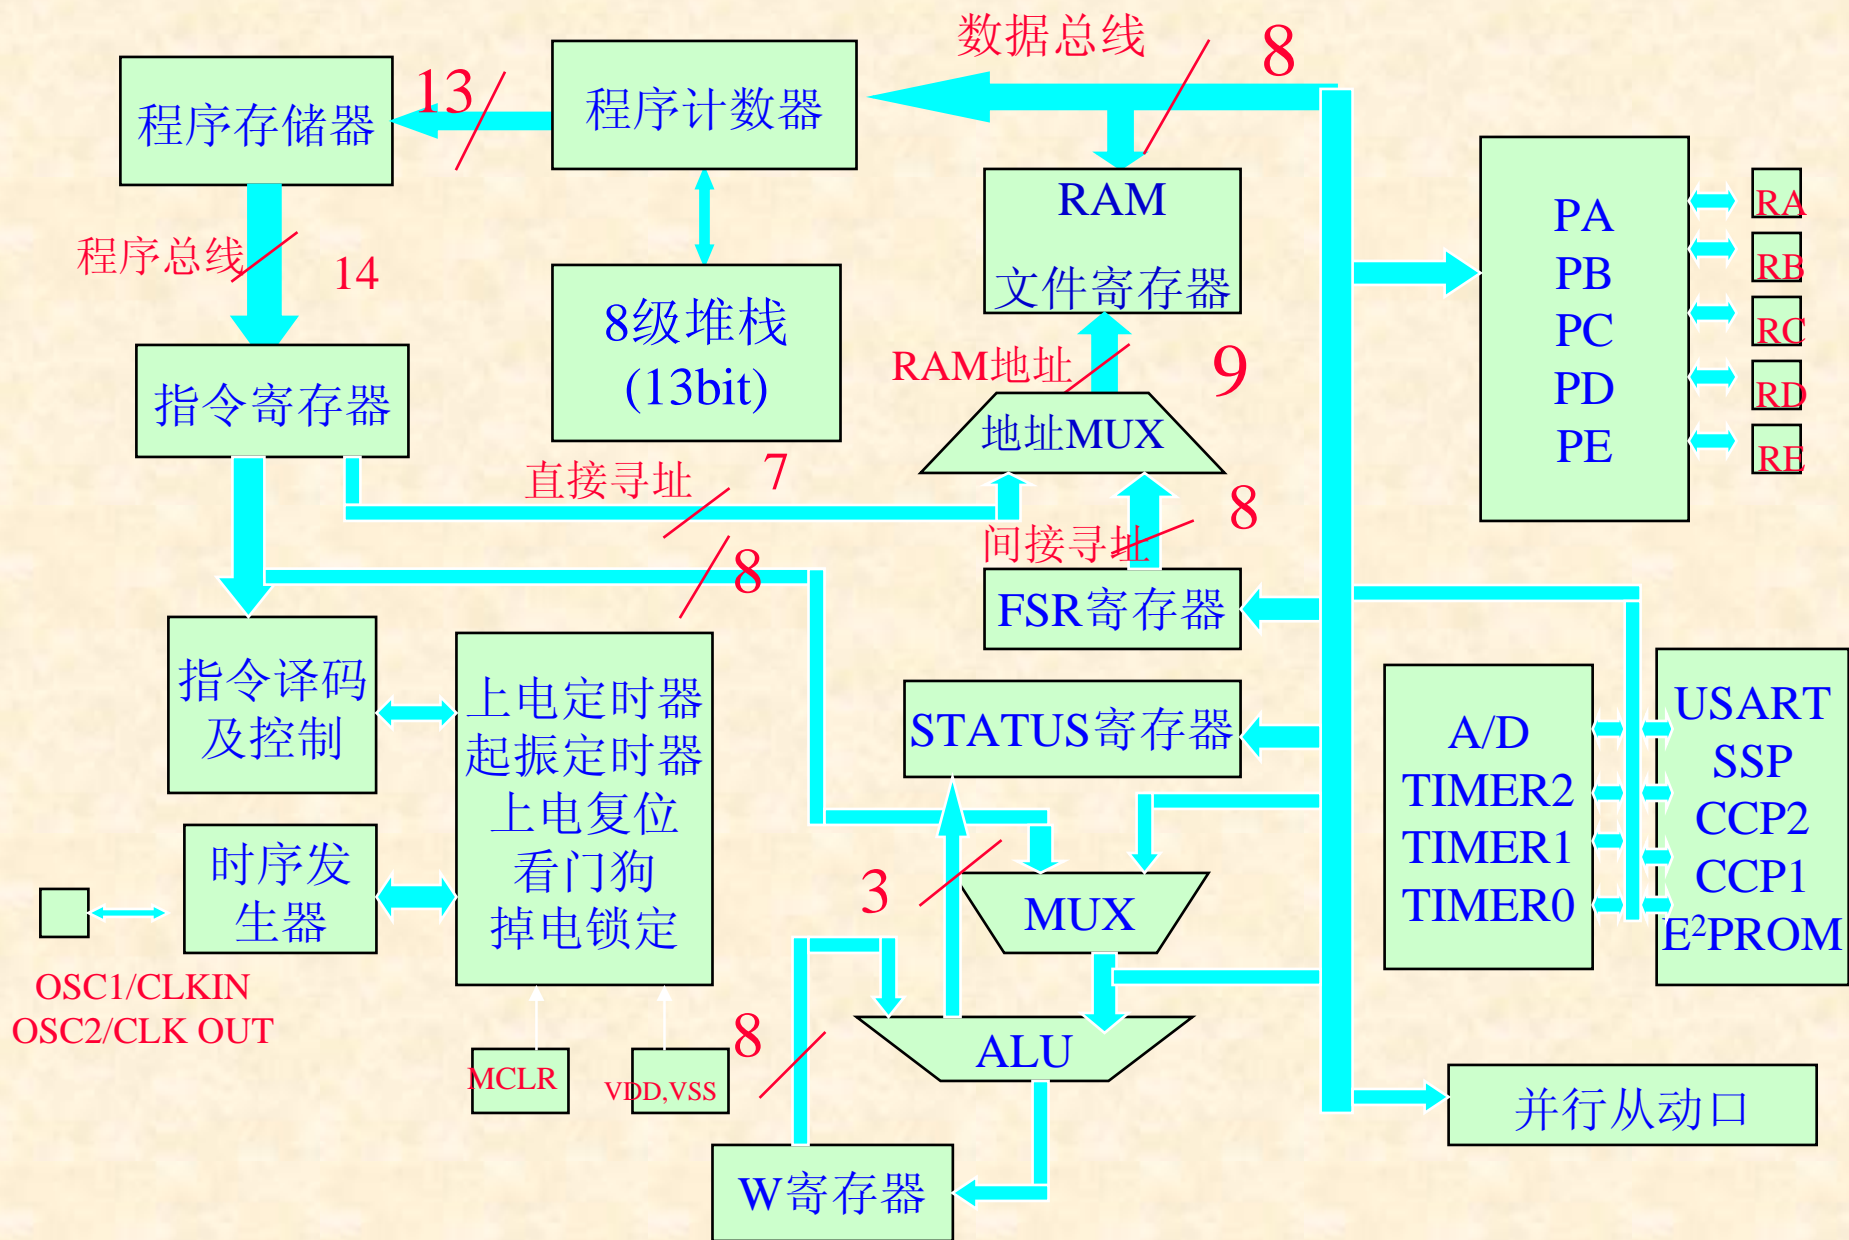 数据总线
8
程序存储器
13
程序计数器
RAM
文件寄存器
PA
PB
PC
PD
PE
RA
RB
RC
RD
RE
程序总线
14
8级堆栈
(13bit)
RAM地址
9
指令寄存器
地址MUX
直接寻址
7
间接寻址
8
8
FSR寄存器
指令译码
及控制
上电定时器
起振定时器
上电复位
看门狗
掉电锁定
STATUS寄存器
A/D
TIMER2
TIMER1
TIMER0
USART
SSP
CCP2
CCP1
E²PROM
时序发
生器
3
MUX
OSC1/CLKIN
OSC2/CLK OUT
MCLR
VDD,VSS
8
ALU
并行从动口
W寄存器